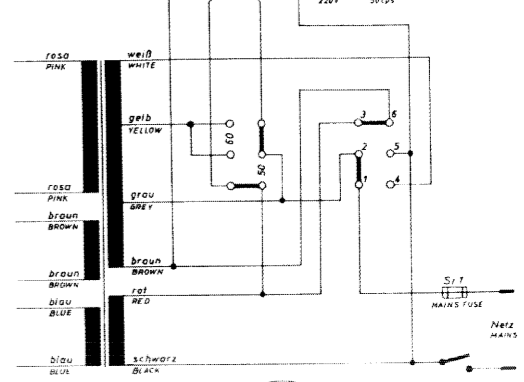 220V 50cps
rosa weiß
PINK WHITE
gelb
YELLOW
3 6
60
2 5
50
1 4
rosa grau
PINK GREY
braun
BROWN
braun braun
BROWN BROWN
rot
RED
blau
BLUE
Sr 1
MAINS FUSE
Netz
MAINS
blau schwarz
BLUE BLACK